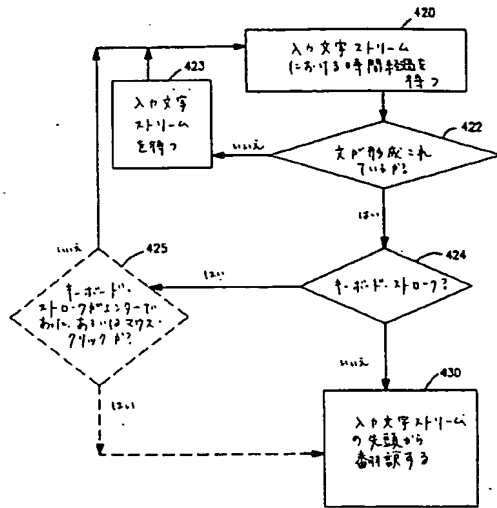 420
入力文字ストリーム
における時間経過を
待つ
423
入力文字
ストリーム
を待つ
422
文が形成これ
ているか?
いいえ
はい
425
いいえ
キーボード・
ストロークがエンターで
あった、あるいはマウス・
クリックか?
はい
424
キーボード・ストローク?
いいえ
はい
430
入力文字ストリーム
の先頭から
翻訳する